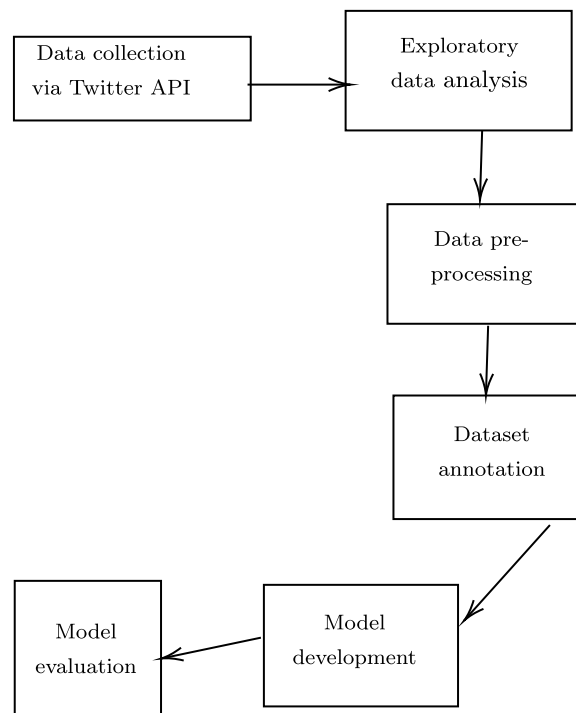 Data collection
via Twitter API
Exploratory
data analysis
Data pre-
processing
Dataset
annotation
Model
development
Model
evaluation